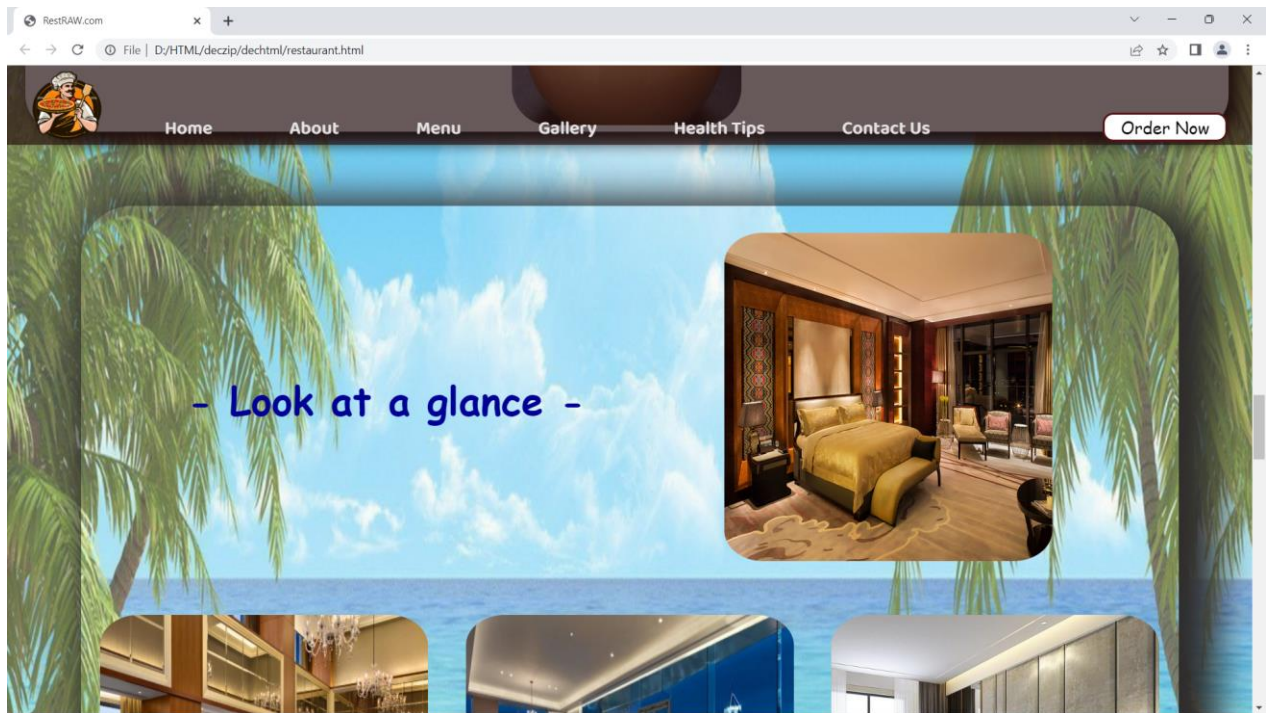 RestRAW.com
File | D:/HTML/deczip/dechtml/restaurant.html
Home About Menu Gallery Health Tips Contact Us Order Now
- Look at a glance -